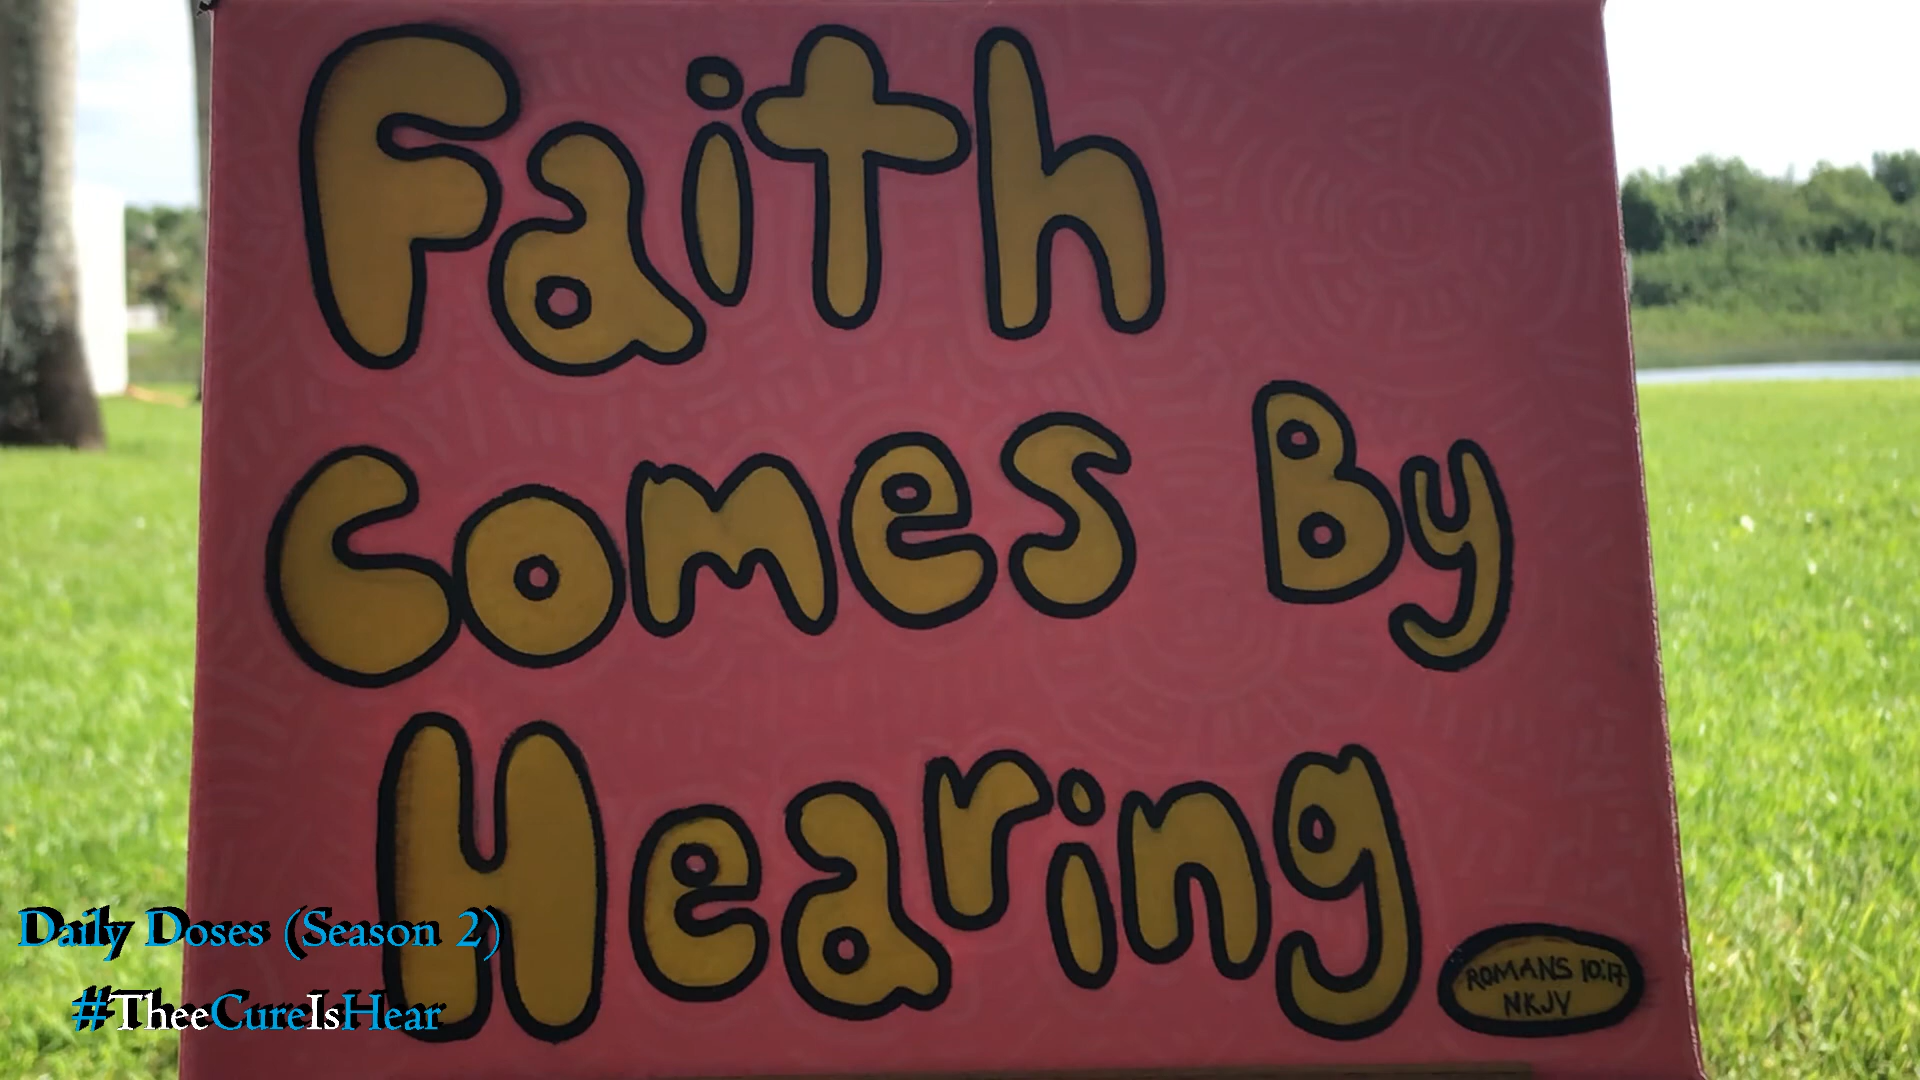 Faith
Comes By
Hearing
ROMANS 10:17
NKJV
Daily Doses (Season 2)
#TheeCureIsHear